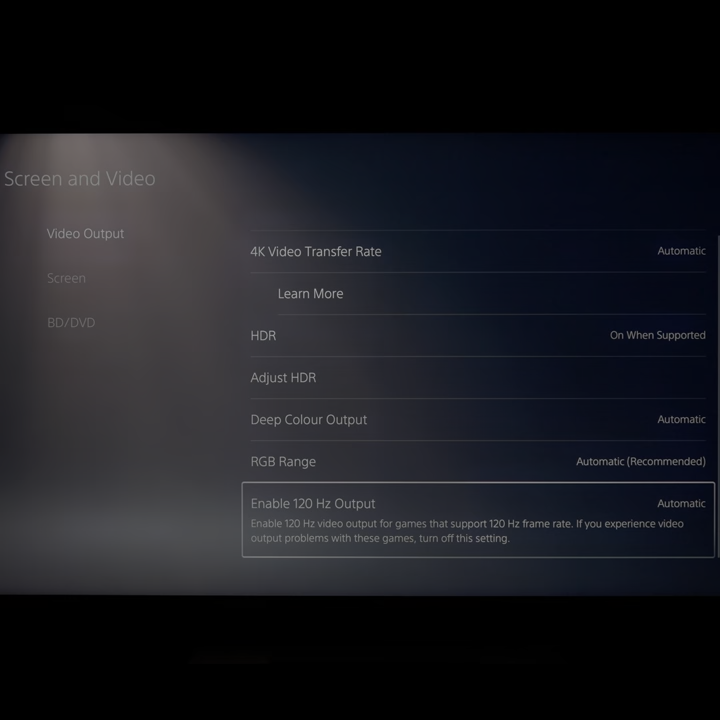 Screen and Video
Video Output
Screen
BD/DVD
4K Video Transfer Rate Automatic
Learn More
HDR On When Supported
Adjust HDR
Deep Colour Output Automatic
RGB Range Automatic (Recommended)
Enable 120 Hz Output Automatic
Enable 120 Hz video output for games that support 120 Hz frame rate. If you experience video
output problems with these games, turn off this setting.